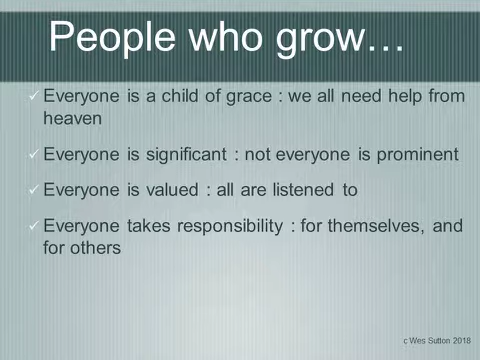 People who grow…
Everyone is a child of grace : we all need help from
heaven
Everyone is significant : not everyone is prominent
Everyone is valued : all are listened to
Everyone takes responsibility : for themselves, and
for others
c Wes Sutton 2018